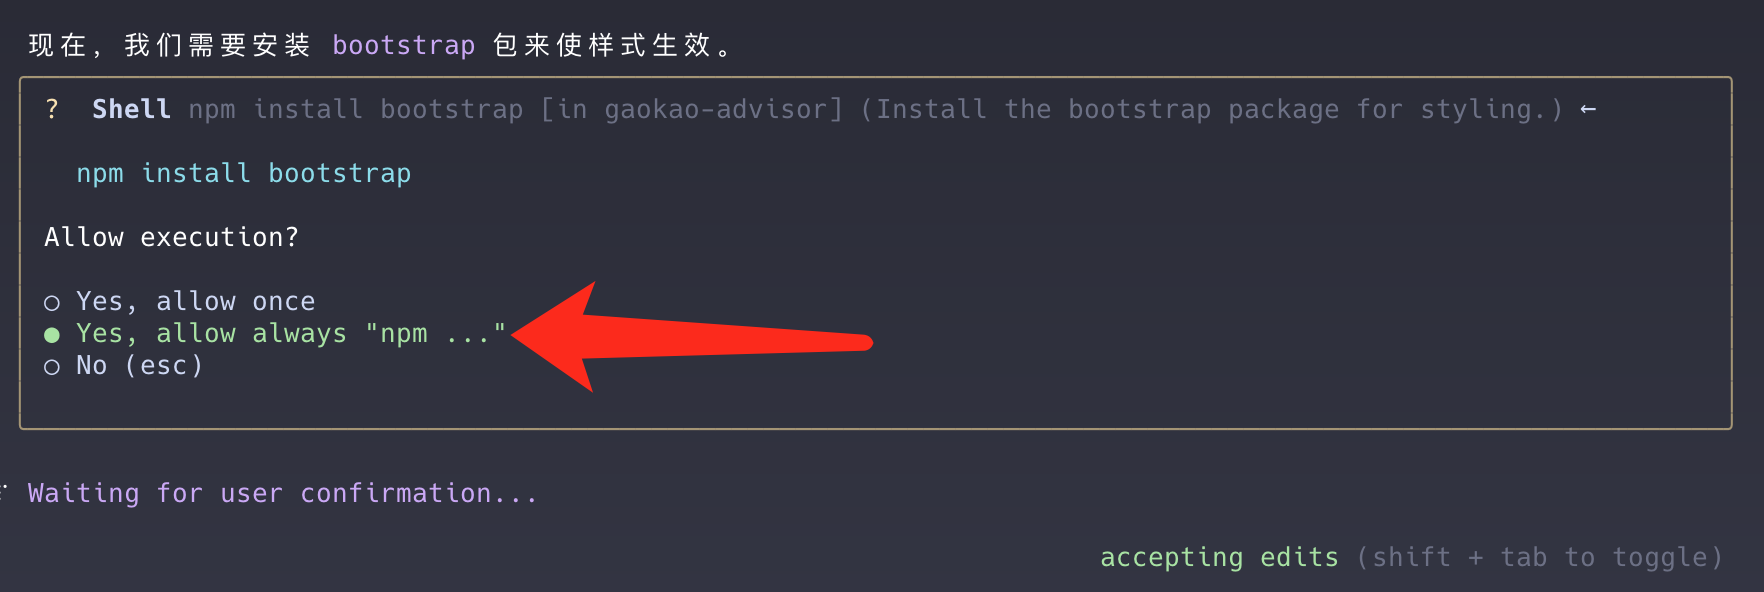 现在，我们需要安装 bootstrap 包来使样式生效。
? Shell npm install bootstrap [in gaokao-advisor] (Install the bootstrap package for styling.) ←
npm install bootstrap
Allow execution?
○ Yes, allow once
● Yes, allow always "npm ..."
○ No (esc)
Waiting for user confirmation...
accepting edits (shift + tab to toggle)